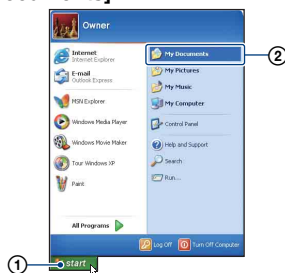 ocuments]
Owner
Internet
Internet Explorer
E-mail
Outlook Express
MSN Explorer
Windows Media Player
Windows Movie Maker
Tour Windows XP
Paint
All Programs
My Documents
My Pictures
My Music
My Computer
Control Panel
Help and Support
Search
Run...
Log Off
Turn Off Computer
start
①
②